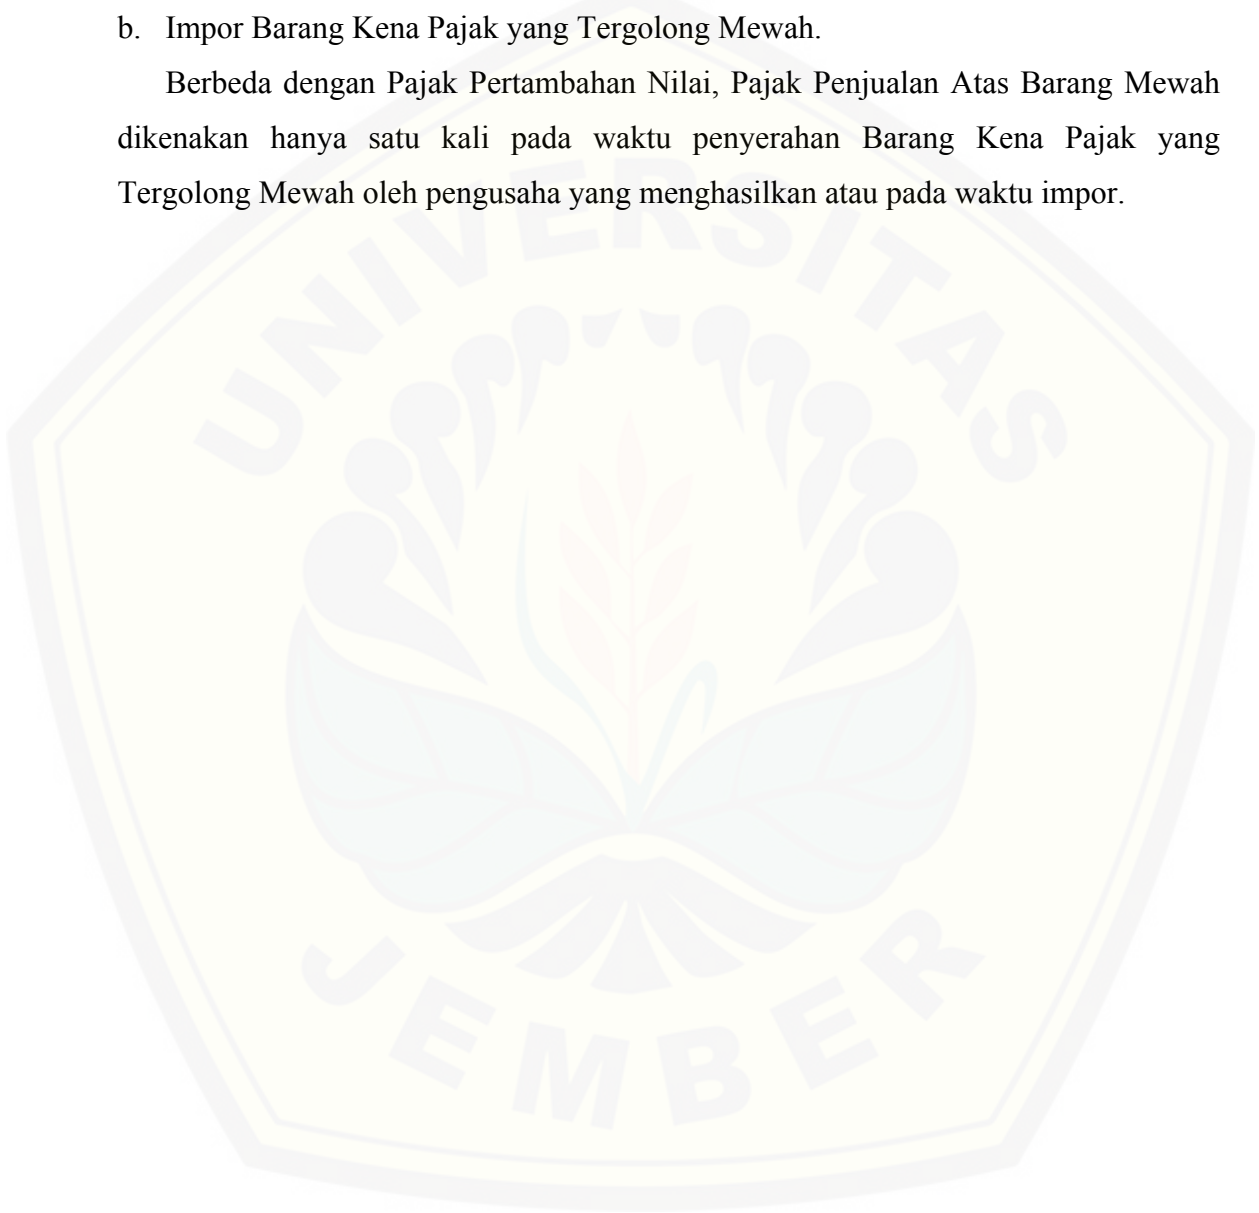 b. Impor Barang Kena Pajak yang Tergolong Mewah.
Berbeda dengan Pajak Pertambahan Nilai, Pajak Penjualan Atas Barang Mewah
dikenakan hanya satu kali pada waktu penyerahan Barang Kena Pajak yang
Tergolong Mewah oleh pengusaha yang menghasilkan atau pada waktu impor.
UNIVERSITAS
JEMBER